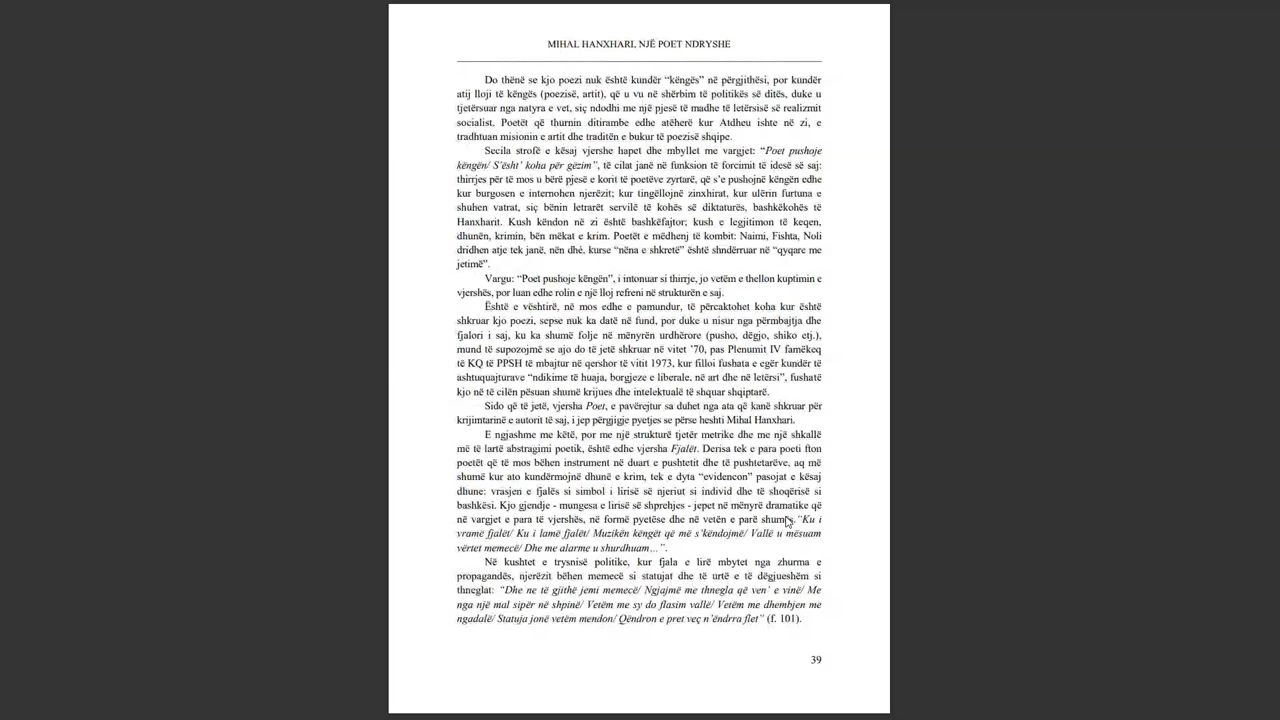 MIHAL HANXHARI, NJË POET NDRYSHE
Do thënë se kjo poezi nuk është kundër “këngës” në përgjithësi, por kundër
atij lloji të këngës (poezisë, artit), që u vu në shërbim të politikës së ditës, duke u
tjetërsuar nga natyra e vet, siç ndodhi me një pjesë të madhe të letërsisë së realizmit
socialist. Poetët që thurnin ditirambe edhe atëherë kur Atdheu ishte në zi, e
tradhtuan misionin e artit dhe traditën e bukur të poezisë shqipe.
Secila strofë e kësaj vjershe hapet dhe mbyllet me vargjet: “Poet pushoje
këngën/ S’ësht’ koha për gëzim”, të cilat janë në funksion të forcimit të idesë së saj:
thirrjes për të mos u bërë pjesë e korit të poetëve zyrtarë, që s’e pushojnë këngën edhe
kur burgosen e internohen njerëzit; kur tingëllojnë zinxhirat, kur ulërin furtuna e
shuhen vatrat, siç bënin letrarët servilë të kohës së diktaturës, bashkëkohës të
Hanxharit. Kush këndon në zi është bashkëfajtor; kush e legjitimon të keqen,
dhunën, krimin, bën mëkat e krim. Poetët e mëdhenj të kombit: Naimi, Fishta, Noli
dridhen atje tek janë, nën dhé, kurse “nëna e shkretë” është shndërruar në “qyqare me
jetimë”.
Vargu: “Poet pushoje këngën”, i intonuar si thirrje, jo vetëm e thellon kuptimin e
vjershës, por luan edhe rolin e një lloj refreni në strukturën e saj.
Është e vështirë, në mos edhe e pamundur, të përcaktohet koha kur është
shkruar kjo poezi, sepse nuk ka datë në fund, por duke u nisur nga përmbajtja dhe
fjalori i saj, ku ka shumë folje në mënyrën urdhërore (pusho, dëgjo, shiko etj.),
mund të supozojmë se ajo do të jetë shkruar në vitet ’70, pas Plenumit IV famëkeq
të KQ të PPSH të mbajtur në qershor të vitit 1973, kur filloi fushata e egër kundër të
ashtuquajturave “ndikime të huaja, borgjeze e liberale, në art dhe në letërsi”, fushatë
kjo në të cilën pësuan shumë krijues dhe intelektualë të shquar shqiptarë.
Sido që të jetë, vjersha Poet, e pavërejtur sa duhet nga ata që kanë shkruar për
krijimtarinë e autorit të saj, i jep përgjigje pyetjes se përse heshti Mihal Hanxhari.
E ngjashme me këtë, por me një strukturë tjetër metrike dhe me një shkallë
më të lartë abstragimi poetik, është edhe vjersha Fjalët. Derisa tek e para poeti fton
poetët që të mos bëhen instrument në duart e pushtetit dhe të pushtetarëve, aq më
shumë kur ato kundërmojnë dhunë e krim, tek e dyta “evidencon” pasojat e kësaj
dhune: vrasjen e fjalës si simbol i lirisë së njeriut si individ dhe të shoqërisë si
bashkësi. Kjo gjendje - mungesa e lirisë së shprehjes - jepet në mënyrë dramatike që
në vargjet e para të vjershës, në formë pyetëse dhe në vetën e parë shumës.“Ku i
vramë fjalët/ Ku i lamë fjalët/ Muzikën këngët që më s’këndojmë/ Vallë u mësuam
vërtet memecë/ Dhe me alarme u shurdhuam…”.
Në kushtet e trysnisë politike, kur fjala e lirë mbytet nga zhurma e
propagandës, njerëzit bëhen memecë si statujat dhe të urtë e të dëgjueshëm si
thneglat: “Dhe ne të gjithë jemi memecë/ Ngjajmë me thnegla që ven’ e vinë/ Me
nga një mal sipër në shpinë/ Vetëm me sy do flasim vallë/ Vetëm me dhembjen me
ngadalë/ Statuja jonë vetëm mendon/ Qëndron e pret veç n’ëndrra flet” (f. 101).
39